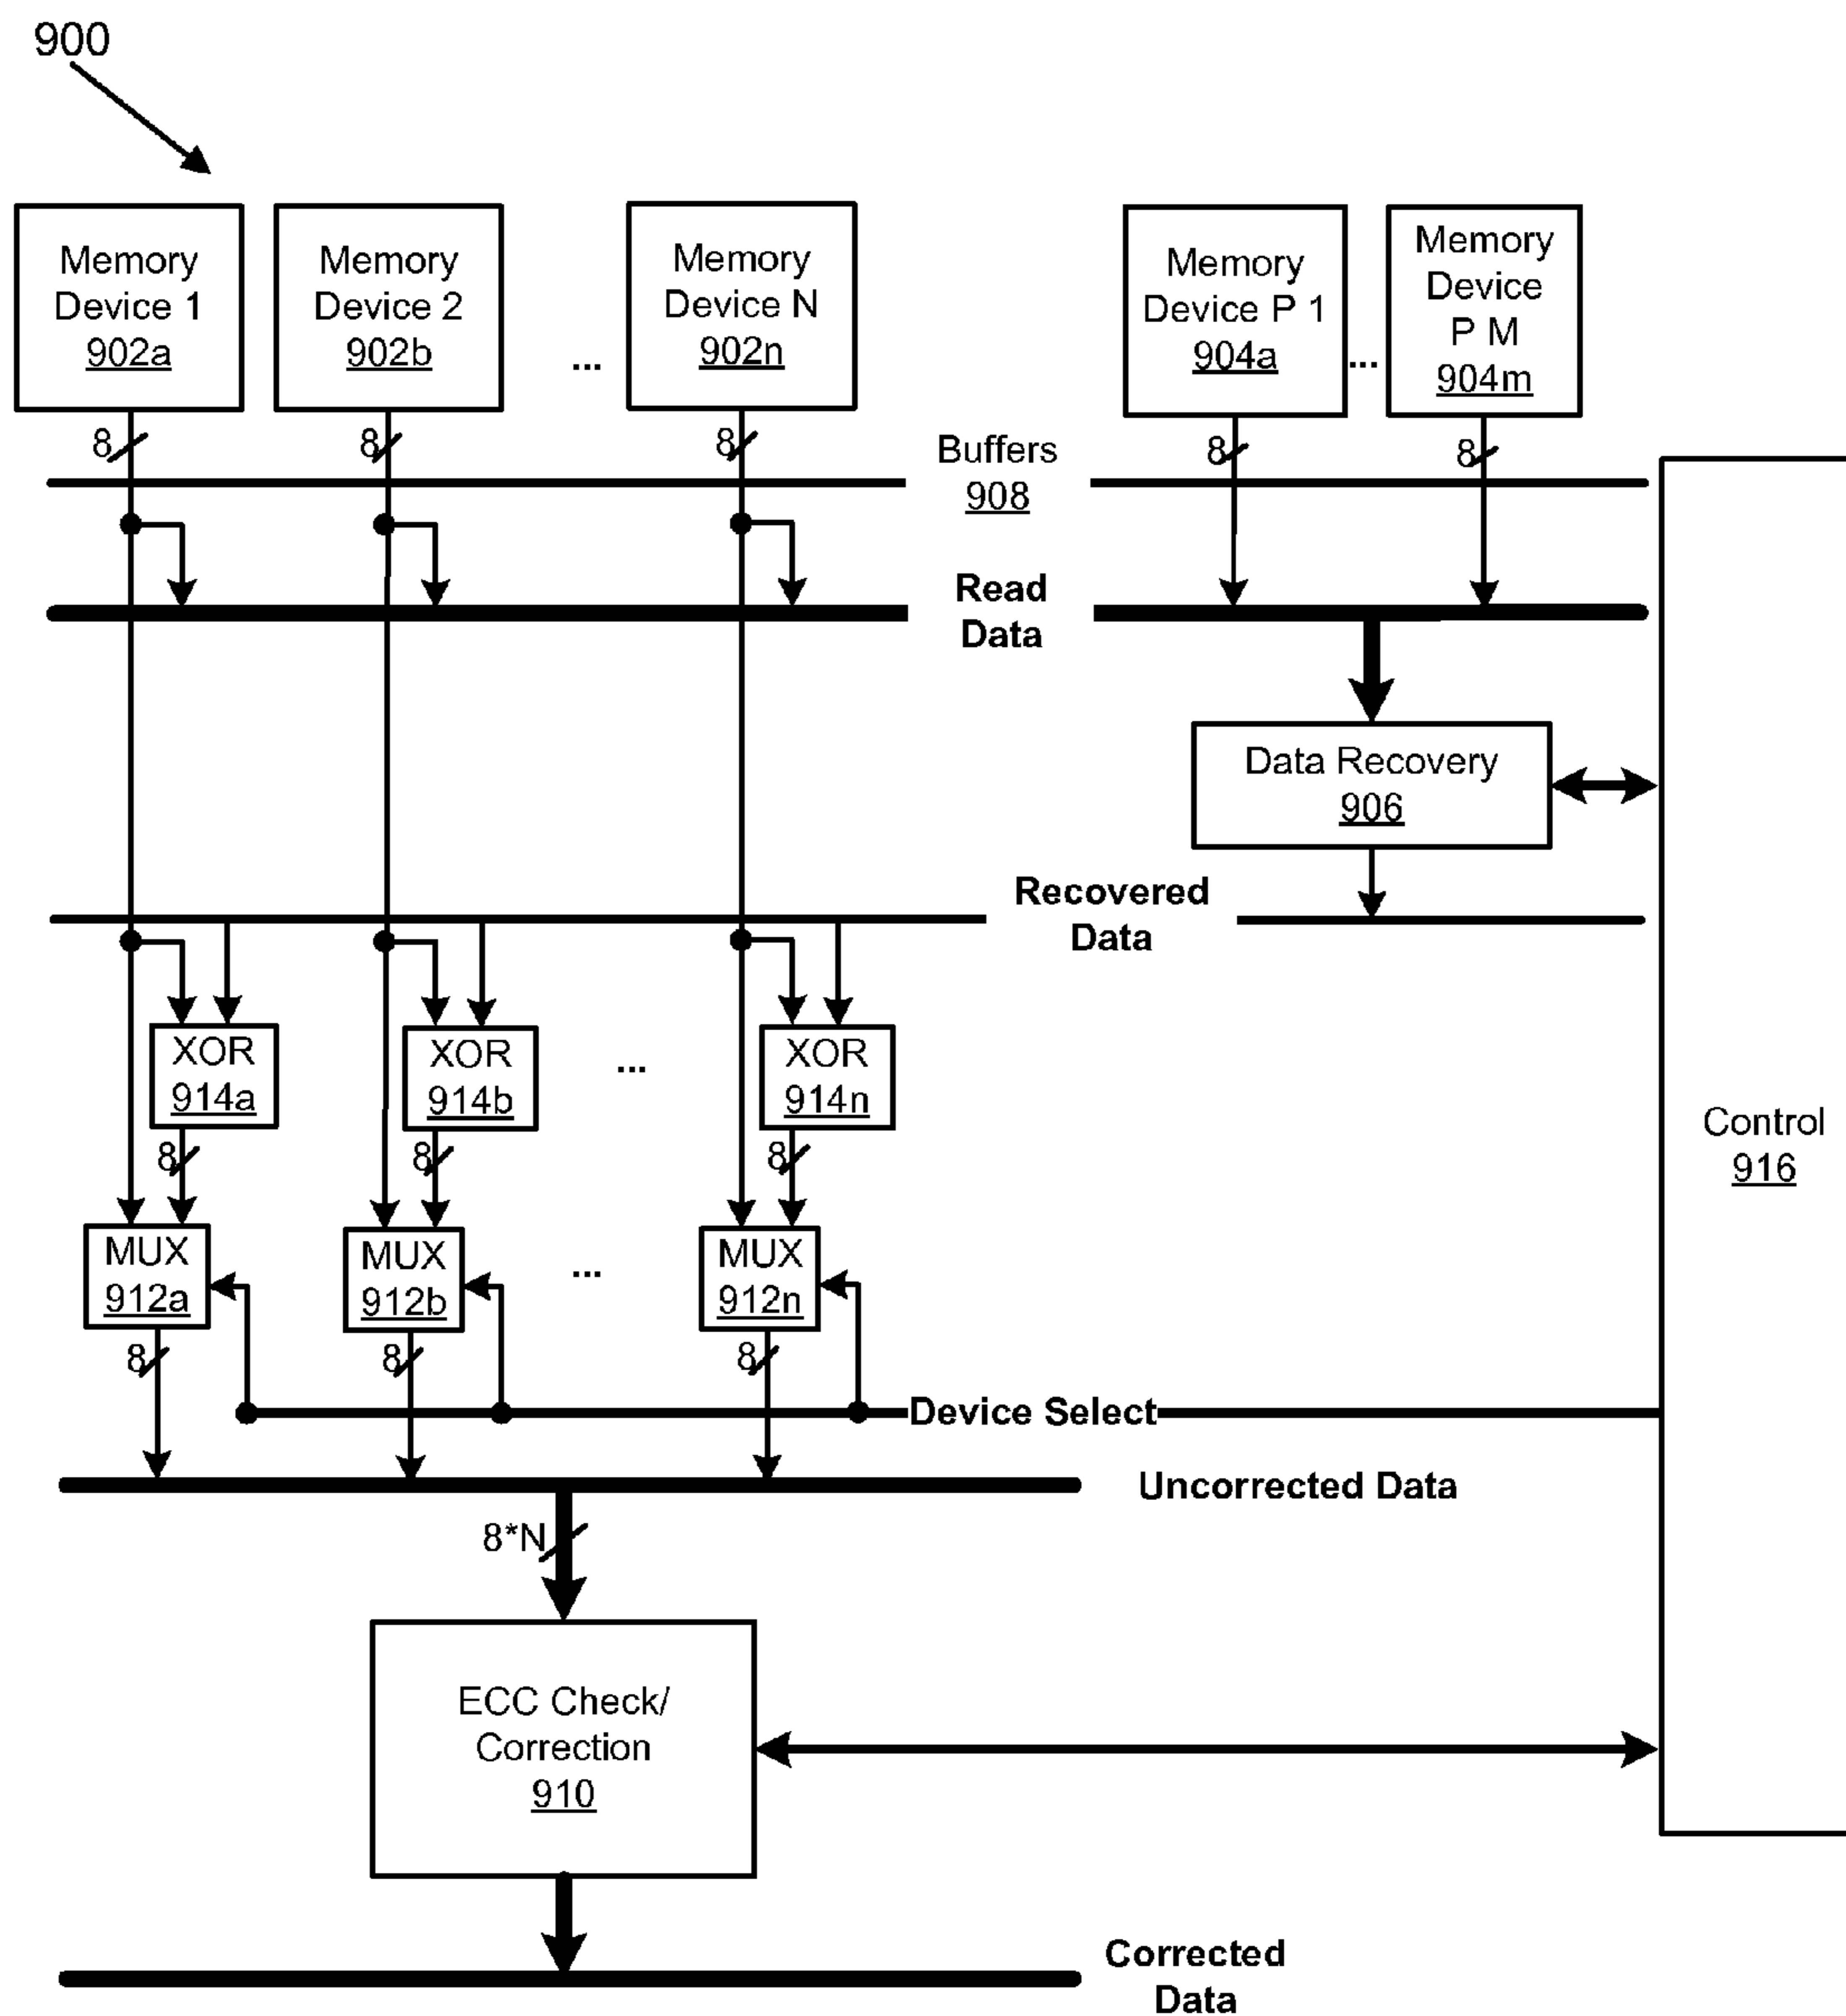 900
Memory
Device 1
902a
Memory
Device 2
902b
...
Memory
Device N
902n
Memory
Device P 1
904a
...
Memory
Device
P M
904m
8
8
8
8
8
Buffers
908
Read
Data
Data Recovery
906
Recovered
Data
XOR
914a
XOR
914b
...
XOR
914n
Control
916
8
8
8
MUX
912a
MUX
912b
...
MUX
912n
8
8
8
Device Select
Uncorrected Data
8*N
ECC Check/
Correction
910
Corrected
Data